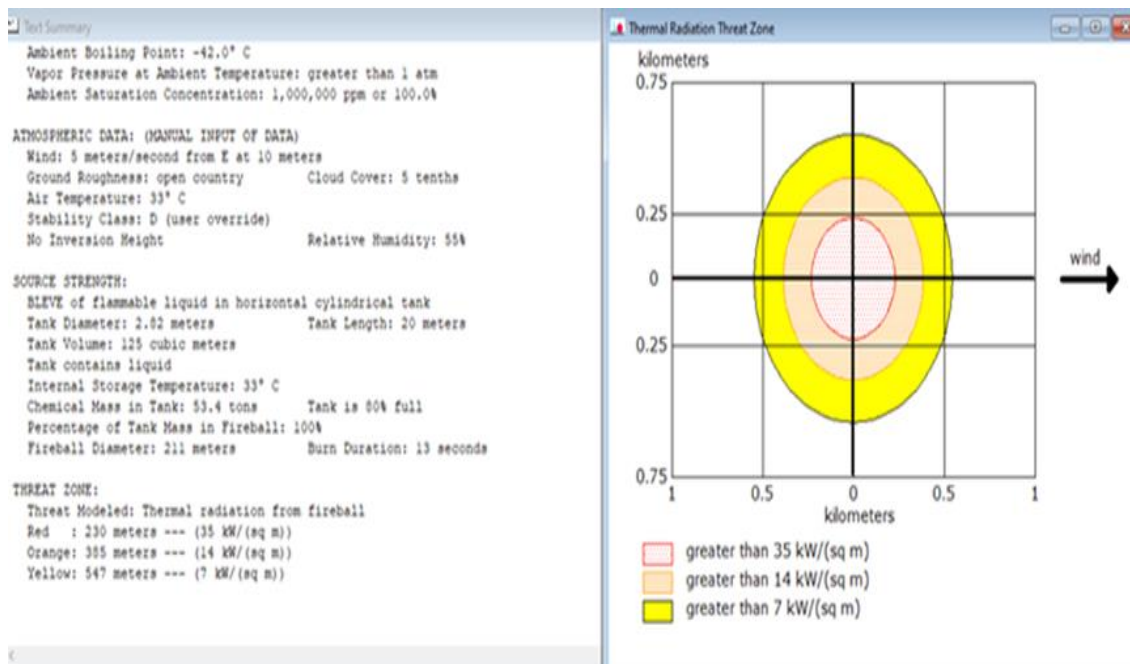 Text Summary
Ambient Boiling Point: -42.0° C
Vapor Pressure at Ambient Temperature: greater than 1 atm
Ambient Saturation Concentration: 1,000,000 ppm or 100.0%
ATMOSPHERIC DATA: (MANUAL INPUT OF DATA)
Wind: 5 meters/second from E at 10 meters
Ground Roughness: open country Cloud Cover: 5 tenths
Air Temperature: 33° C
Stability Class: D (user override)
No Inversion Height Relative Humidity: 55%
SOURCE STRENGTH:
BLEVE of flammable liquid in horizontal cylindrical tank
Tank Diameter: 2.82 meters Tank Length: 20 meters
Tank Volume: 125 cubic meters
Tank contains liquid
Internal Storage Temperature: 33° C
Chemical Mass in Tank: 53.4 tons Tank is 80% full
Percentage of Tank Mass in Fireball: 100%
Fireball Diameter: 211 meters Burn Duration: 13 seconds
THREAT ZONE:
Threat Modeled: Thermal radiation from fireball
Red : 230 meters --- (35 kW/(sq m))
Orange: 385 meters --- (14 kW/(sq m))
Yellow: 547 meters --- (7 kW/(sq m))
Thermal Radiation Threat Zone
kilometers
0.75
0.25
0
0.25
0.75
1 0.5 0 0.5 1
kilometers
wind
greater than 35 kW/(sq m)
greater than 14 kW/(sq m)
greater than 7 kW/(sq m)